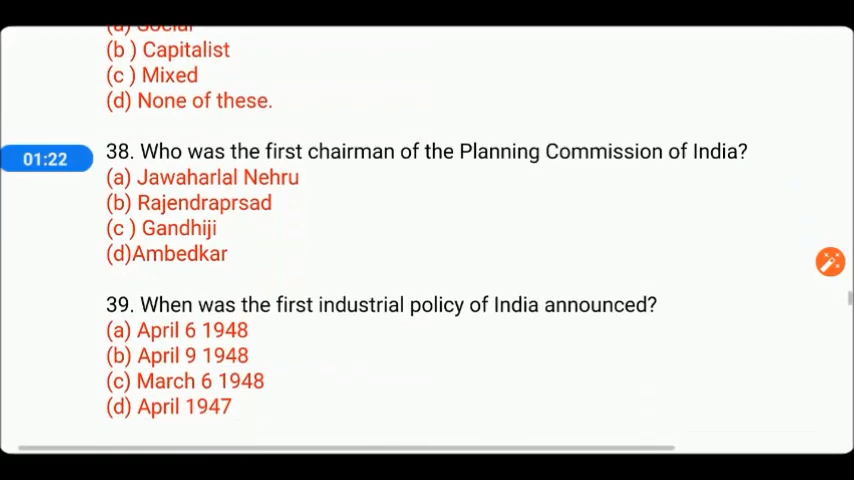 (a) Social
(b ) Capitalist
(c ) Mixed
(d) None of these.
38. Who was the first chairman of the Planning Commission of India?
01:22
(a) Jawaharlal Nehru
(b) Rajendraprsad
(c ) Gandhiji
(d)Ambedkar
39. When was the first industrial policy of India announced?
(a) April 6 1948
(b) April 9 1948
(c) March 6 1948
(d) April 1947